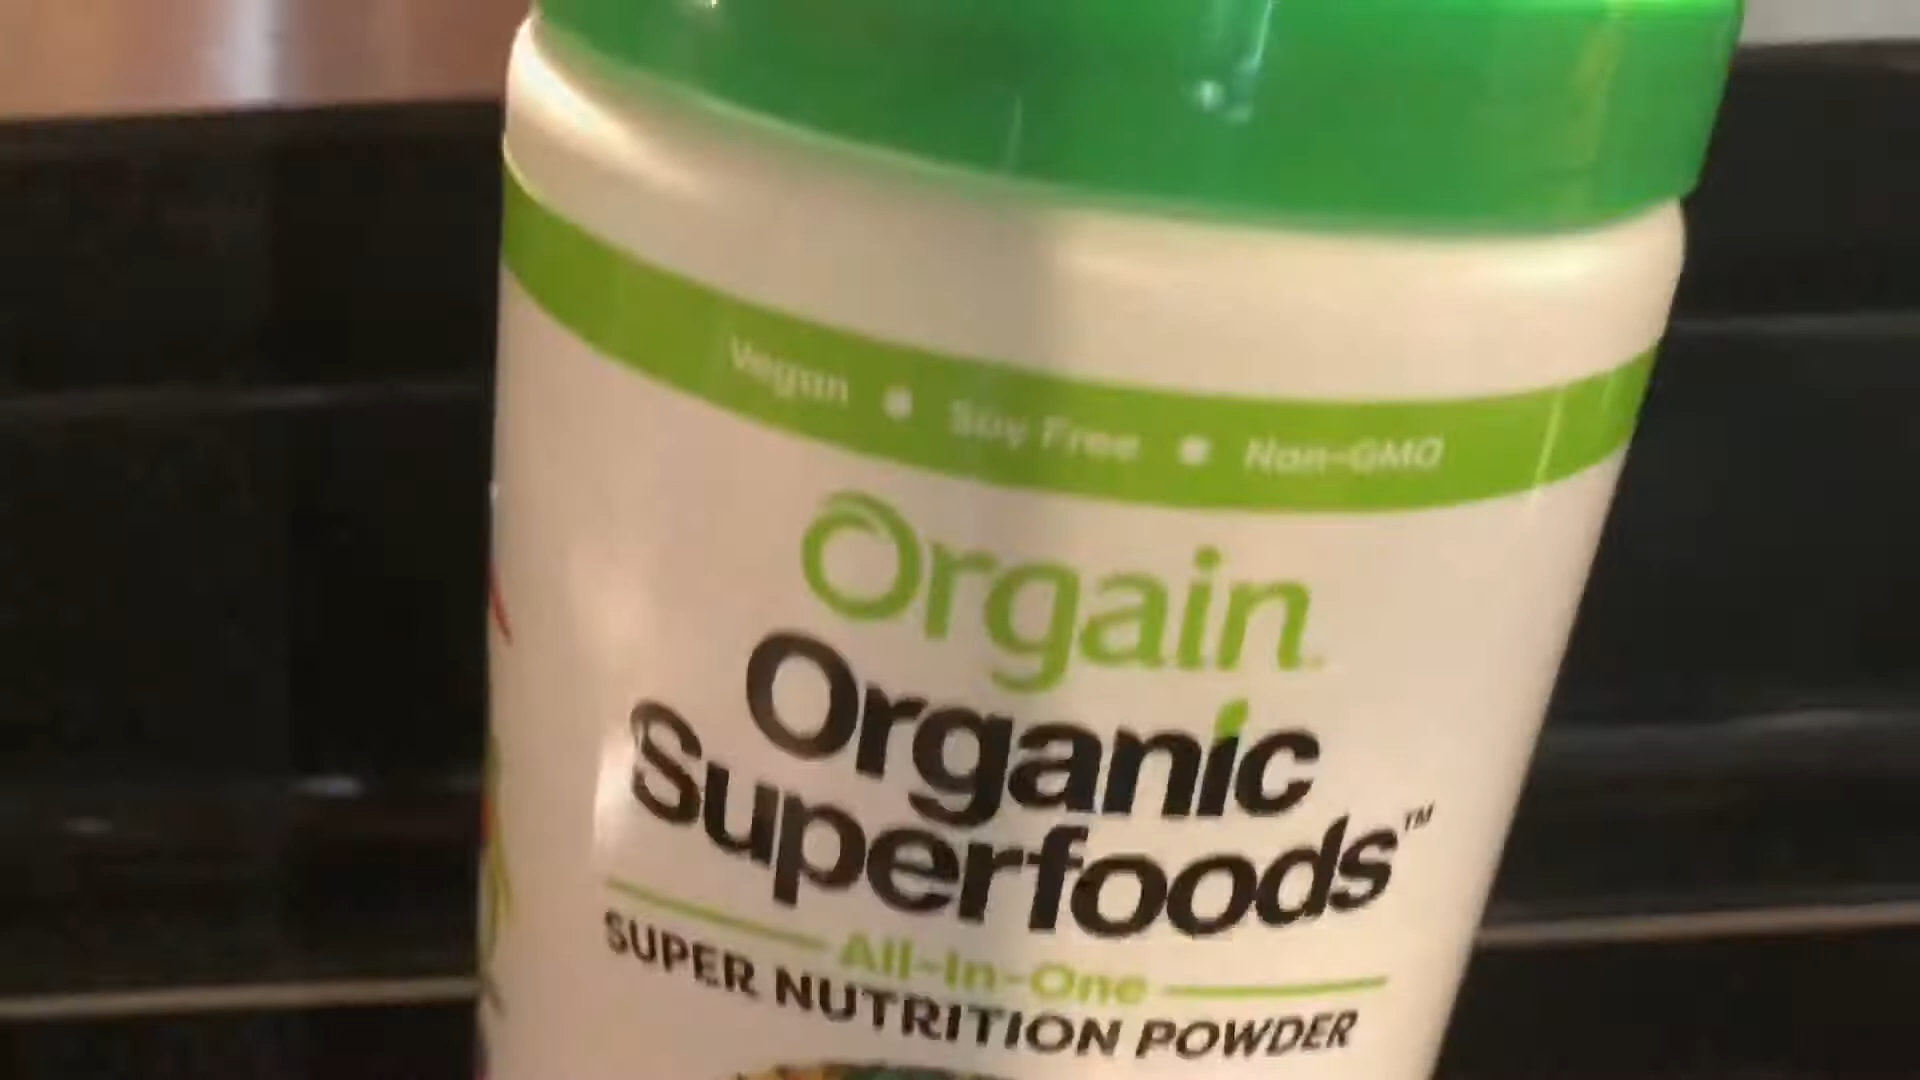 Vegan • Soy Free • Non-GMO
Orgain
Organic
Superfoods™
All-In-One
SUPER NUTRITION POWDER